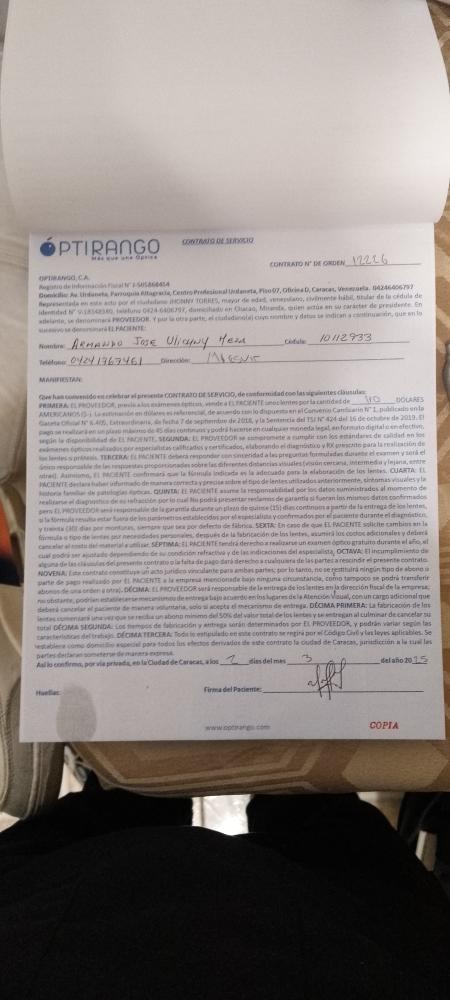 ÓPTIRANGO
Más que una Óptica
CONTRATO DE SERVICIO
CONTRATO N° DE ORDEN 12226
OPTIRANGO, C.A.
Registro de Información Fiscal N° J-505868454
Domicilio: Av. Urdaneta, Parroquia Altagracia, Centro Profesional Urdaneta, Piso 07, Oficina D, Caracas, Venezuela. 04246406797
Representada en este acto por el ciudadano JHONNY TORRES, mayor de edad, venezolano, civilmente hábil, titular de la cédula de
Identidad N° V-18348340, teléfono 0424-6406797, domiciliado en Chacao, Miranda, quien actúa en su carácter de presidente. En
adelante, se denominará PROVEEDOR. Y por la otra parte, el ciudadano(a) cuyo nombre y datos se indican a continuación, que en lo
sucesivo se denominará EL PACIENTE:
Nombre: ARMANDO JOSE Cédula: 10112933
Teléfono: 04241367461 Dirección:
MANIFIESTAN:
Que han convenido es celebrar el presente CONTRATO DE SERVICIO, de conformidad con las siguientes cláusulas:
PRIMERA: EL PROVEEDOR, previo a los exámenes ópticos, vende a EL PACIENTE unos lentes por la cantidad de 110 DOLARES
AMERICANOS ($-). La estimación en dólares es referencial, de acuerdo con lo dispuesto en el Convenio Cambiario N° 1, publicado en la
Gaceta Oficial N° 6.405, Extraordinario, de fecha 7 de septiembre de 2018, y la Sentencia del TSJ N° 424 del 16 de octubre de 2019. El
pago se realizará en un plazo máximo de 45 días continuos y podrá hacerse en cualquier moneda legal, en formato digital o en efectivo,
según la disponibilidad de EL PACIENTE. SEGUNDA: EL PROVEEDOR se compromete a cumplir con los estándares de calidad en los
exámenes ópticos realizados por especialistas calificados y certificados, elaborando el diagnóstico y RX prescrito para la realización de
los lentes o prótesis. TERCERA: EL PACIENTE deberá responder con sinceridad a las preguntas formuladas durante el examen y será el
único responsable de las respuestas proporcionadas sobre las diferentes distancias visuales (visión cercana, intermedia y lejana, entre
otras). Asimismo, EL PACIENTE confirmará que la fórmula indicada es la adecuada para la elaboración de los lentes. CUARTA: EL
PACIENTE declara haber informado de manera correcta y precisa sobre el tipo de lentes utilizados anteriormente, síntomas visuales y la
historia familiar de patologías ópticas. QUINTA: EL PACIENTE asume la responsabilidad por los datos suministrados al momento de
realizarse el diagnóstico de su refracción por lo cual No podrá presentar reclamos de garantía si fueron los mismos datos confirmados
pero EL PROVEEDOR será responsable de la garantía durante un plazo de quince (15) días continuos a partir de la entrega de los lentes,
si la fórmula resulta estar fuera de los parámetros establecidos por el especialista y confirmados por el paciente durante el diagnóstico,
y treinta (30) días por monturas, siempre que sea por defecto de fábrica. SEXTA: En caso de que EL PACIENTE solicite cambios en la
fórmula o tipo de lentes por necesidades personales, después de la fabricación de los lentes, asumirá los costos adicionales y deberá
cancelar el costo del material a utilizar. SÉPTIMA: EL PACIENTE tendrá derecho a realizarse un examen óptico gratuito durante el año, el
cual podrá ser ajustado dependiendo de su condición refractiva y de las indicaciones del especialista, OCTAVA: El incumplimiento de
alguna de las cláusulas del presente contrato o la falta de pago dará derecho a cualquiera de las partes a rescindir el presente contrato.
NOVENA: Este contrato constituye un acto jurídico vinculante para ambas partes; por lo tanto, no se restituirá ningún tipo de abono o
parte de pago realizado por EL PACIENTE a la empresa mencionada bajo ninguna circunstancia, como tampoco se podrá transferir
abonos de una orden a otra). DÉCIMA: EL PROVEEDOR será responsable de la entrega de los lentes en la dirección fiscal de la empresa;
no obstante, podrían establecerse mecanismo de entrega bajo acuerdo en los lugares de la Atención Visual, con un cargo adicional que
deberá cancelar el paciente de manera voluntaria, solo si acepta el mecanismo de entrega. DÉCIMA PRIMERA: La fabricación de los
lentes comenzará una vez que se reciba un abono mínimo del 50% del valor total de los lentes y se entregan al culminar de cancelar su
total DÉCIMA SEGUNDA: Los tiempos de fabricación y entrega serán determinados por EL PROVEEDOR, y podrán variar según las
características del trabajo. DÉCIMA TERCERA: Todo lo estipulado en este contrato se regirá por el Código Civil y las leyes aplicables. Se
establece como domicilio especial para todos los efectos derivados de este contrato la ciudad de Caracas, jurisdicción a la cual las
partes declaran someterse de manera expresa.
Así lo confirmo, por vía privada, en la Ciudad de Caracas, a los 7 días del mes 3 del año 2025
Huellas: Firma del Paciente:
www.optirango.com
COPIA